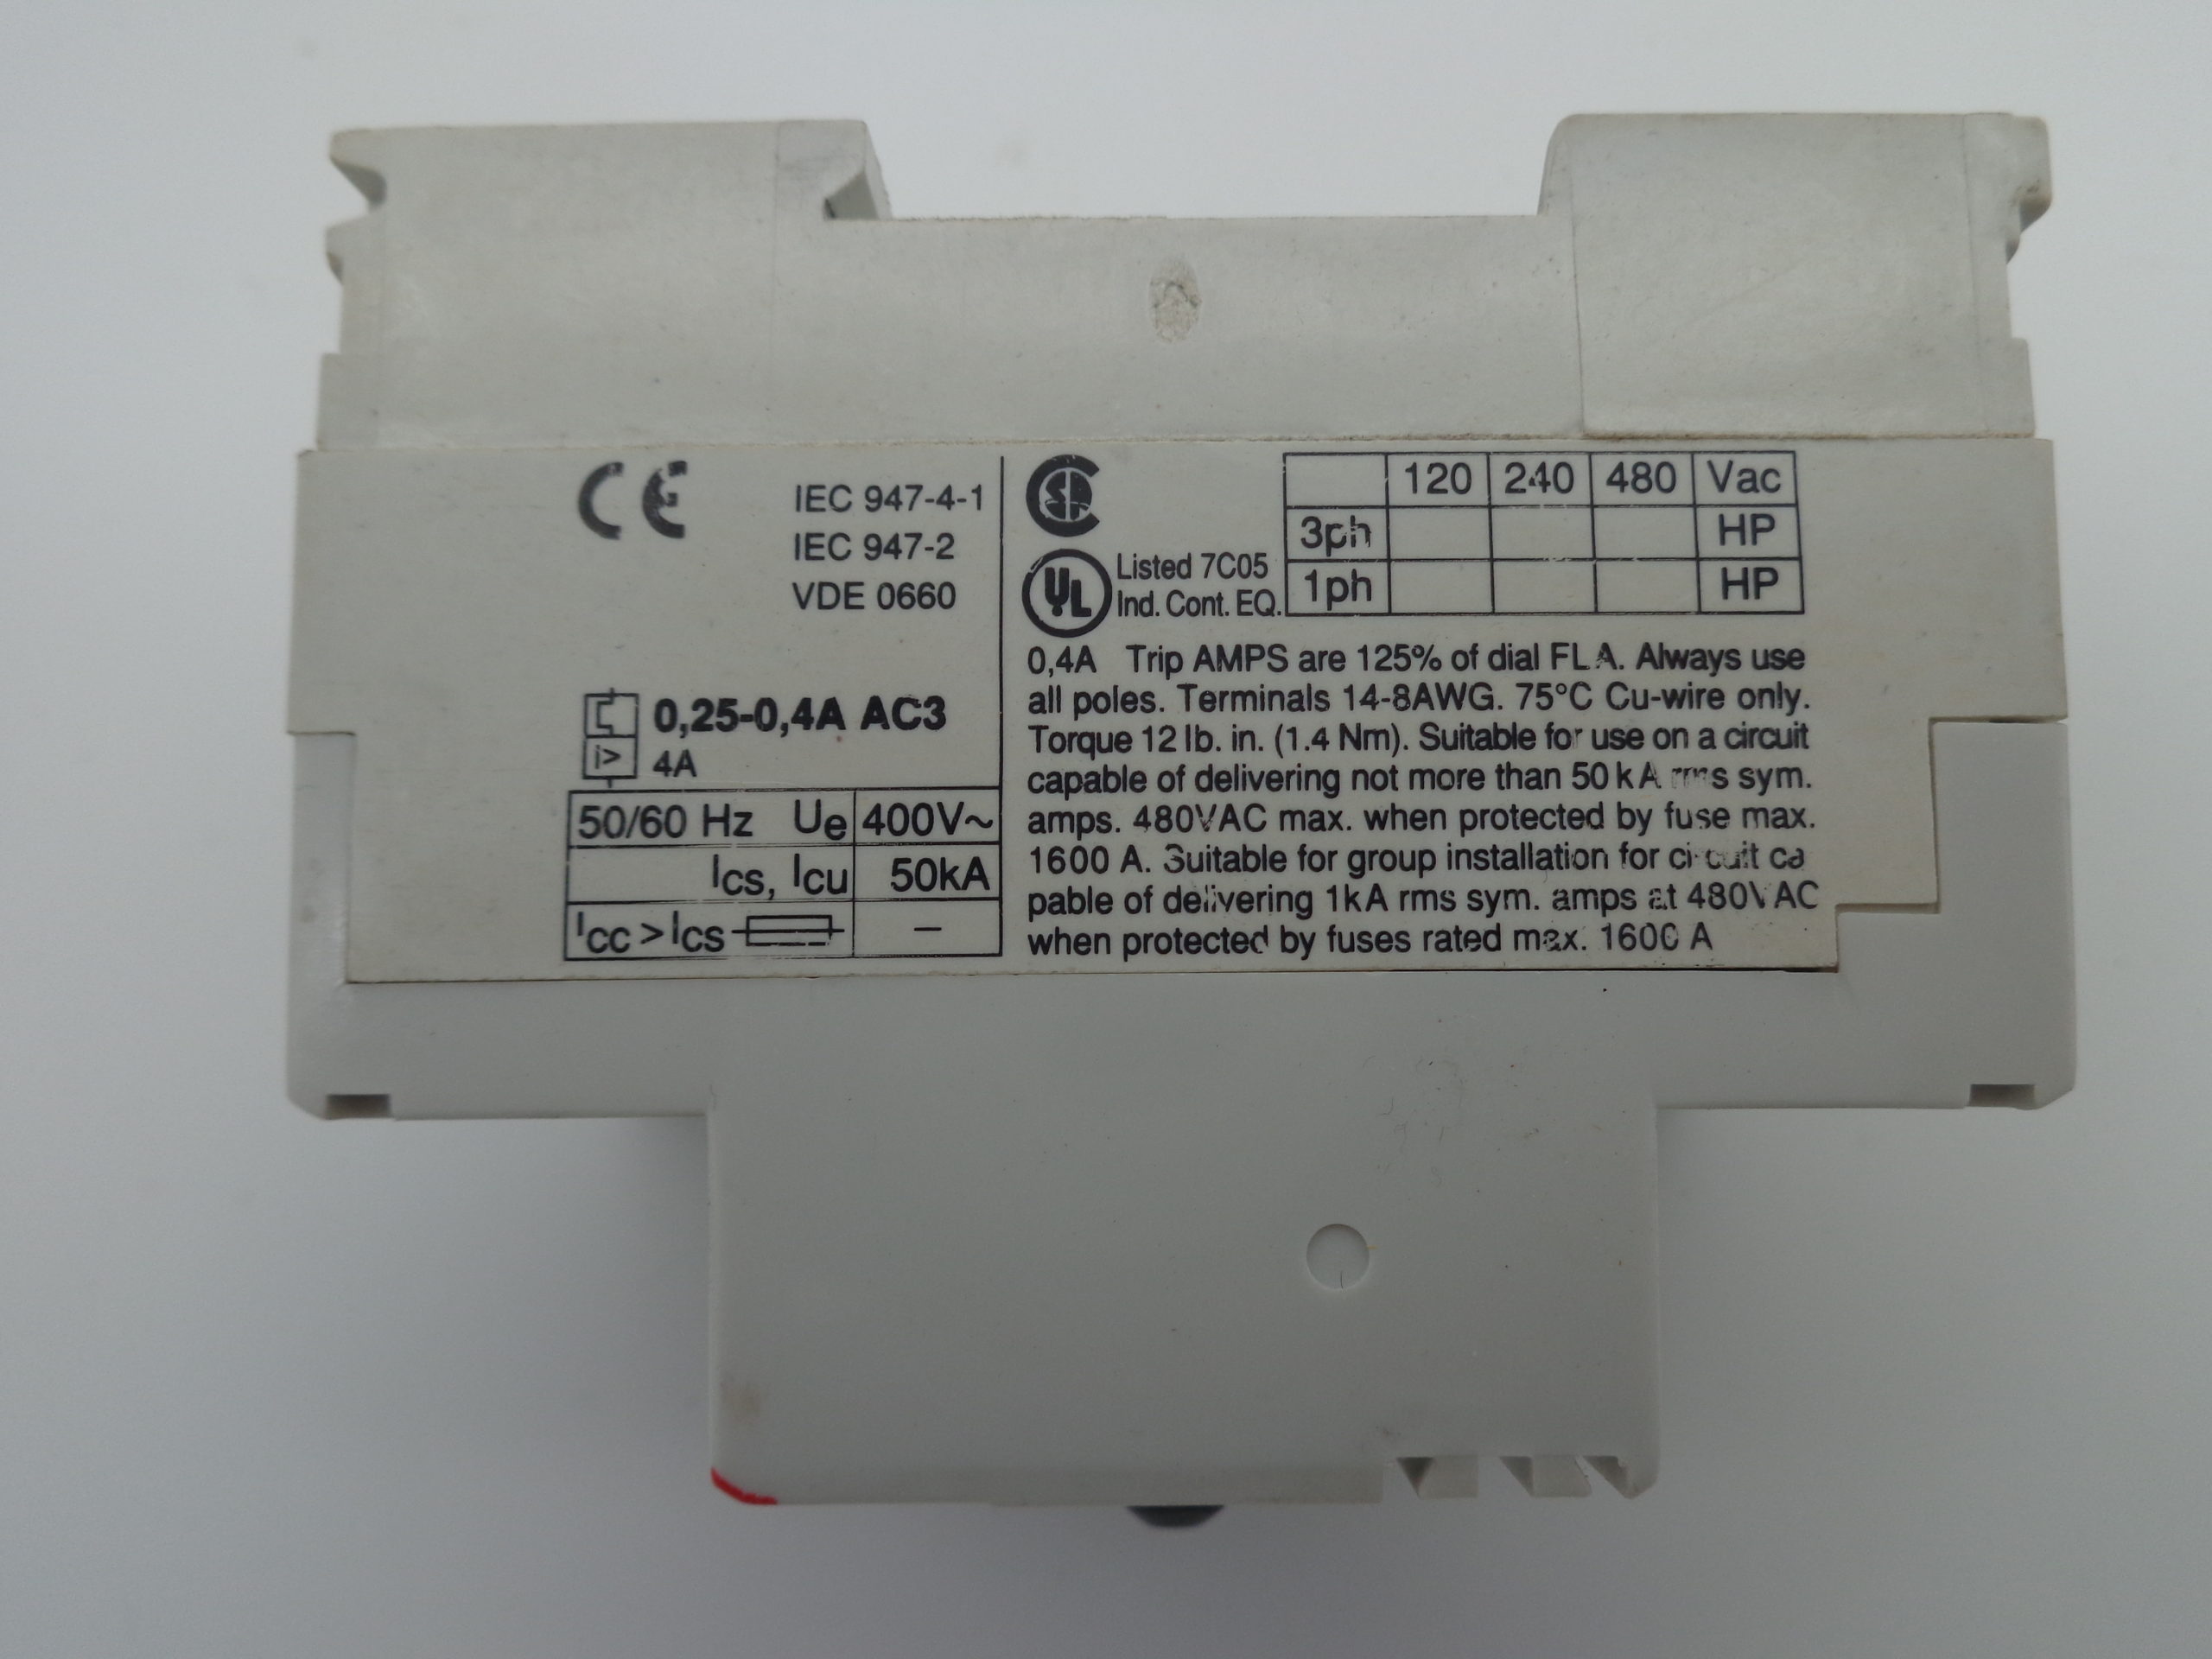 CE
IEC 947-4-1
IEC 947-2
VDE 0660
0,25-0,4A AC3
I>
4A
50/60 Hz Ue 400V~
Ics, Icu 50kA
Icc >Ics –
UL
Listed 7C05
Ind. Cont. EQ.
120 240 480 Vac
3ph HP
1ph HP
0,4A Trip AMPS are 125% of dial FLA. Always use
all poles. Terminals 14-8AWG. 75°C Cu-wire only.
Torque 12 lb. in. (1.4 Nm). Suitable for use on a circuit
capable of delivering not more than 50 kA rms sym.
amps. 480VAC max. when protected by fuse max.
1600 A. Suitable for group installation for circuit ca
pable of delivering 1kA rms sym. amps at 480VAC
when protected by fuses rated max. 1600 A